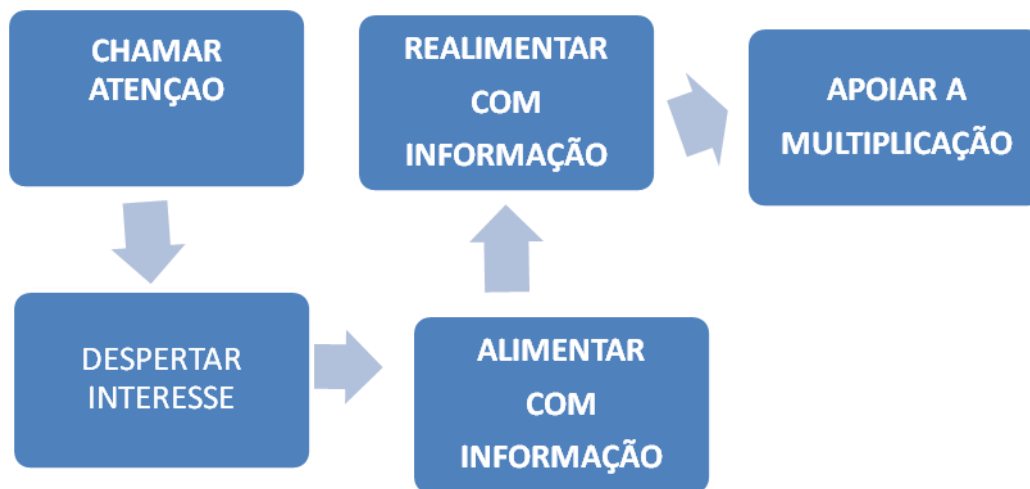 CHAMAR
ATENÇAO
DESPERTAR
INTERESSE
ALIMENTAR
COM
INFORMAÇÃO
REALIMENTAR
COM
INFORMAÇÃO
APOIAR A
MULTIPLICAÇÃO